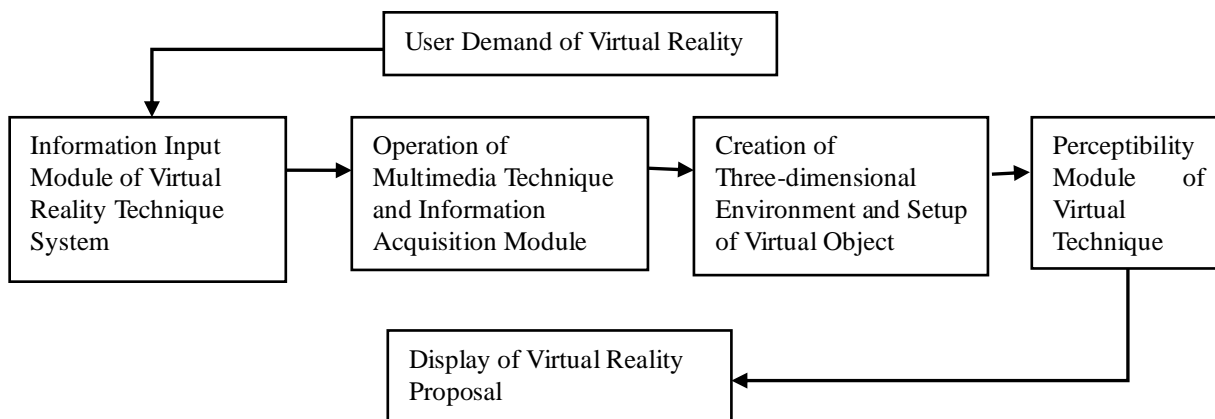 User Demand of Virtual Reality
Information Input
Module of Virtual
Reality Technique
System
Operation of
Multimedia Technique
and Information
Acquisition Module
Creation of
Three-dimensional
Environment and Setup
of Virtual Object
Perceptibility
Module of
Virtual
Technique
Display of Virtual Reality
Proposal